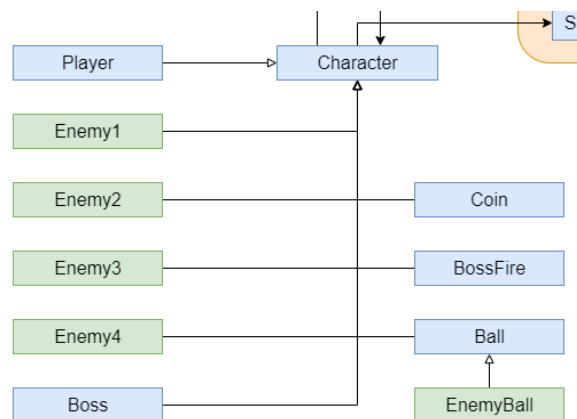 S
Player
Character
Enemy1
Enemy2
Coin
Enemy3
BossFire
Enemy4
Ball
Boss
EnemyBall